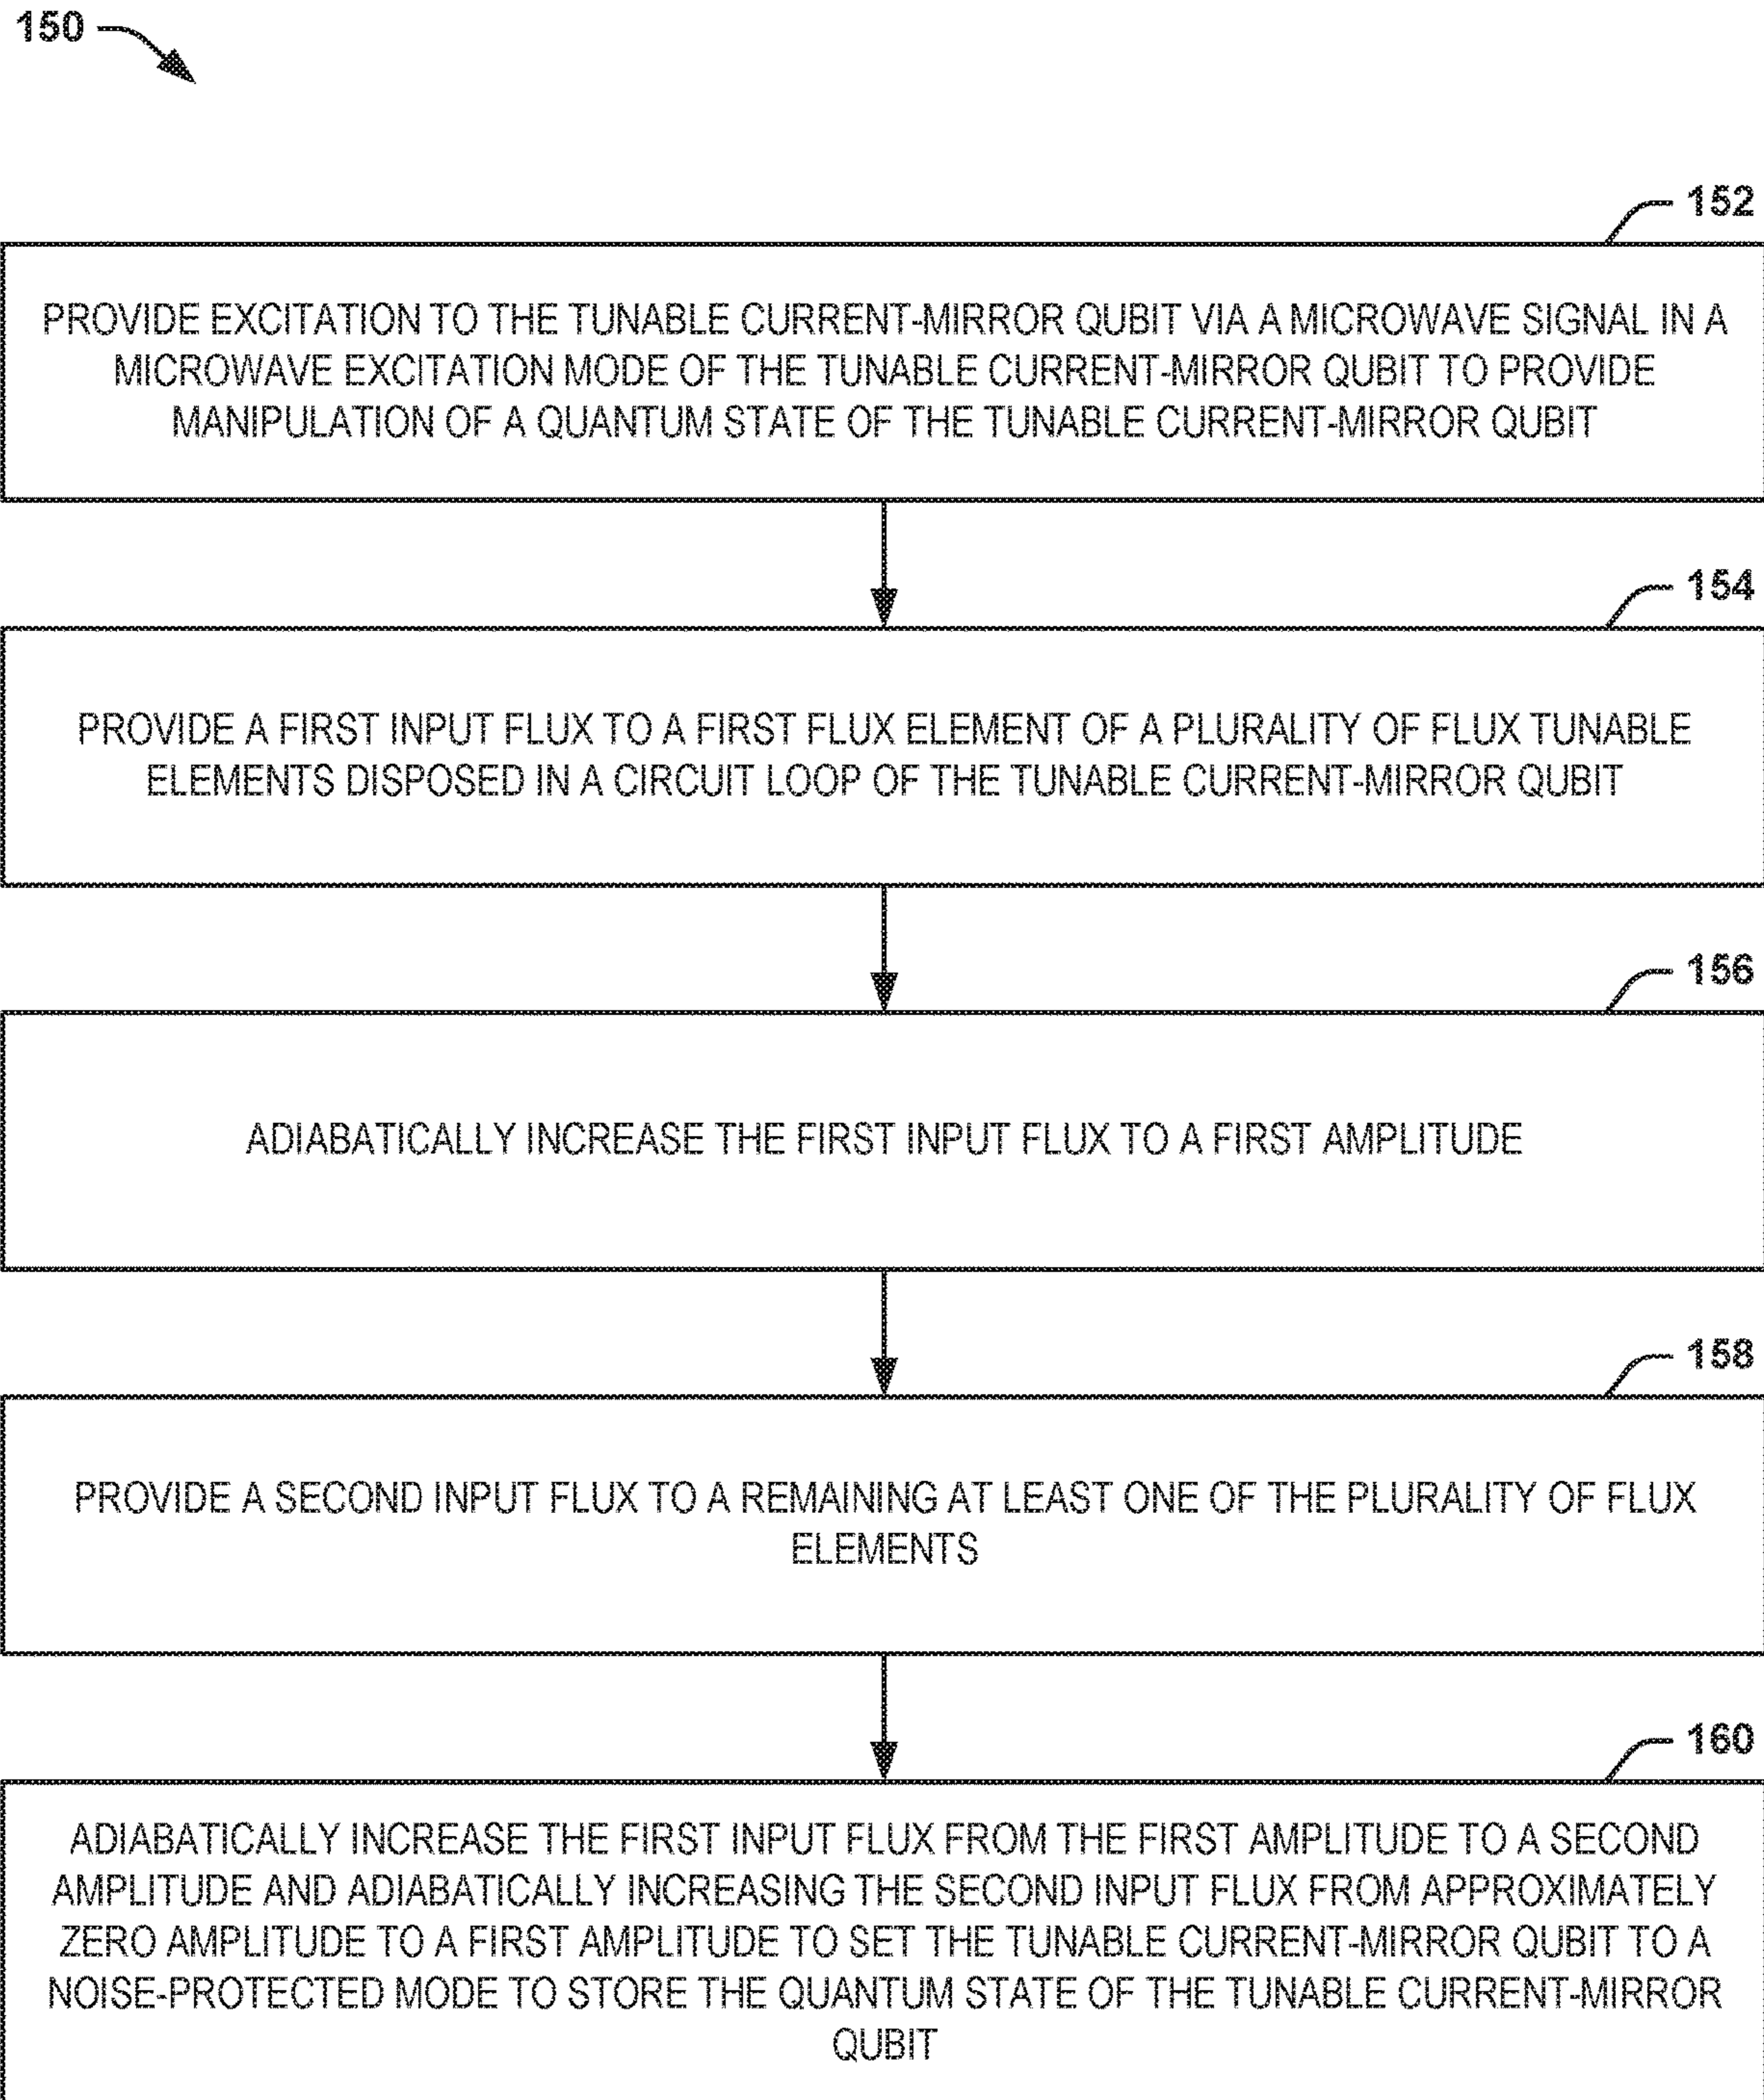 150
152
PROVIDE EXCITATION TO THE TUNABLE CURRENT-MIRROR QUBIT VIA A MICROWAVE SIGNAL IN A
MICROWAVE EXCITATION MODE OF THE TUNABLE CURRENT-MIRROR QUBIT TO PROVIDE
MANIPULATION OF A QUANTUM STATE OF THE TUNABLE CURRENT-MIRROR QUBIT
154
PROVIDE A FIRST INPUT FLUX TO A FIRST FLUX ELEMENT OF A PLURALITY OF FLUX TUNABLE
ELEMENTS DISPOSED IN A CIRCUIT LOOP OF THE TUNABLE CURRENT-MIRROR QUBIT
156
ADIABATICALLY INCREASE THE FIRST INPUT FLUX TO A FIRST AMPLITUDE
158
PROVIDE A SECOND INPUT FLUX TO A REMAINING AT LEAST ONE OF THE PLURALITY OF FLUX
ELEMENTS
160
ADIABATICALLY INCREASE THE FIRST INPUT FLUX FROM THE FIRST AMPLITUDE TO A SECOND
AMPLITUDE AND ADIABATICALLY INCREASING THE SECOND INPUT FLUX FROM APPROXIMATELY
ZERO AMPLITUDE TO A FIRST AMPLITUDE TO SET THE TUNABLE CURRENT-MIRROR QUBIT TO A
NOISE-PROTECTED MODE TO STORE THE QUANTUM STATE OF THE TUNABLE CURRENT-MIRROR
QUBIT